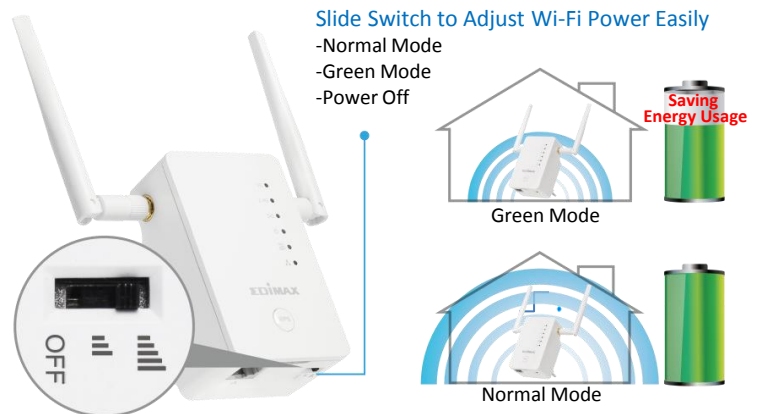 Slide Switch to Adjust Wi-Fi Power Easily
-Normal Mode
-Green Mode
-Power Off
Saving
Energy Usage
Green Mode
EDIMAX
WPS
OFF
Normal Mode